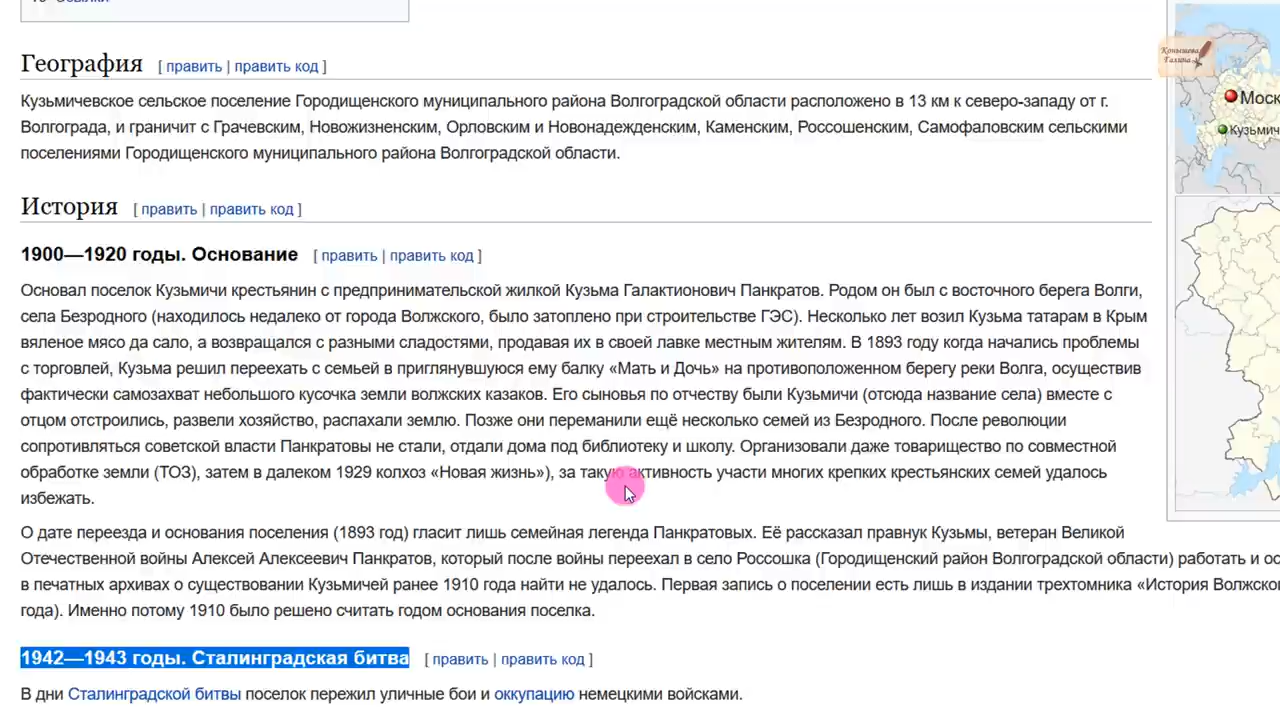 География [ править | править код ]
Кузьмичевское сельское поселение Городищенского муниципального района Волгоградской области расположено в 13 км к северо-западу от г.
Волгограда, и граничит с Грачевским, Новожизненским, Орловским и Новонадежденским, Каменским, Россошенским, Самофаловским сельскими
поселениями Городищенского муниципального района Волгоградской области.
История [ править | править код ]
1900—1920 годы. Основание [ править | править код ]
Основал поселок Кузьмичи крестьянин с предпринимательской жилкой Кузьма Галактионович Панкратов. Родом он был с восточного берега Волги,
села Безродного (находилось недалеко от города Волжского, было затоплено при строительстве ГЭС). Несколько лет возил Кузьма татарам в Крым
вяленое мясо да сало, а возвращался с разными сладостями, продавая их в своей лавке местным жителям. В 1893 году когда начались проблемы
с торговлей, Кузьма решил переехать с семьей в приглянувшуюся ему балку «Мать и Дочь» на противоположном берегу реки Волга, осуществив
фактически самозахват небольшого кусочка земли волжских казаков. Его сыновья по отчеству были Кузьмичи (отсюда название села) вместе с
отцом отстроились, развели хозяйство, распахали землю. Позже они переманили ещё несколько семей из Безродного. После революции
сопротивляться советской власти Панкратовы не стали, отдали дома под библиотеку и школу. Организовали даже товарищество по совместной
обработке земли (ТОЗ), затем в далеком 1929 колхоз «Новая жизнь»), за такую активность участи многих крепких крестьянских семей удалось
избежать.
О дате переезда и основания поселения (1893 год) гласит лишь семейная легенда Панкратовых. Её рассказал правнук Кузьмы, ветеран Великой
Отечественной войны Алексей Алексеевич Панкратов, который после войны переехал в село Россошка (Городищенский район Волгоградской области) работать и ос
в печатных архивах о существовании Кузьмичей ранее 1910 года найти не удалось. Первая запись о поселении есть лишь в издании трехтомника «История Волжско
года). Именно потому 1910 было решено считать годом основания поселка.
1942—1943 годы. Сталинградская битва [ править | править код ]
В дни Сталинградской битвы поселок пережил уличные бои и оккупацию немецкими войсками.
Конышева
Галина
Моск
Кузьмич